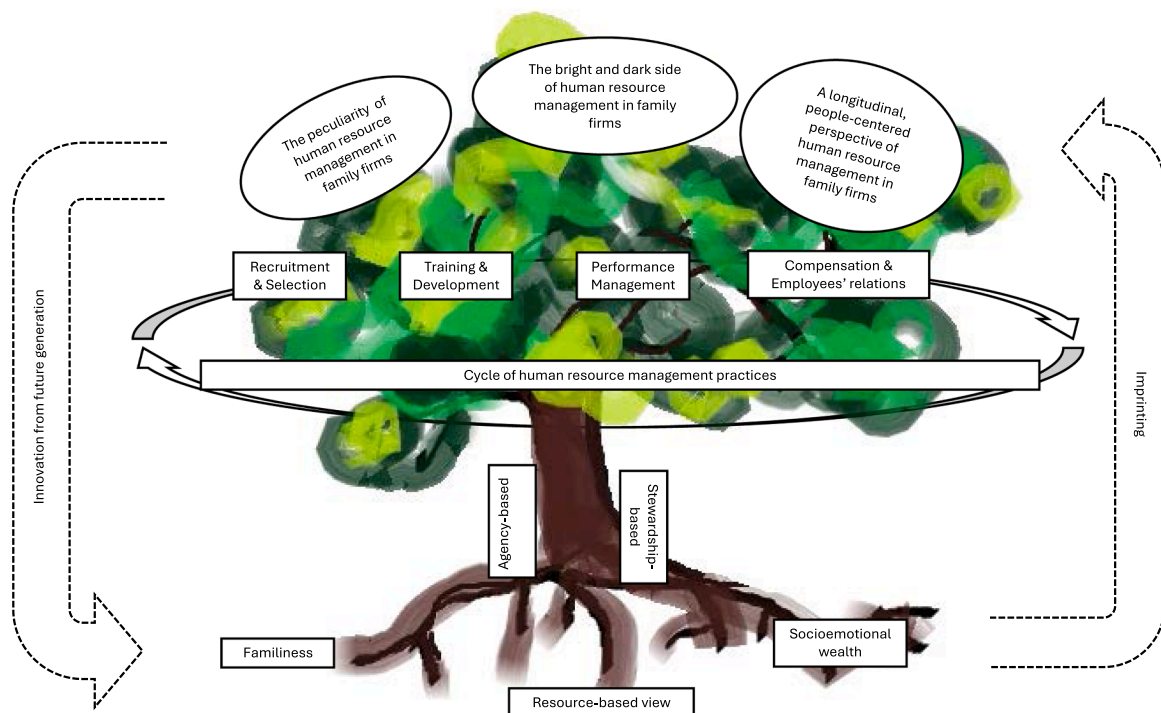 The bright and dark side
of human resource
management in family
firms
The peculiarity of
human resource
management in
family firms
A longitudinal,
people-centered
perspective of
human resource
management in
family firms
Recruitment
& Selection
Training &
Development
Performance
Management
Compensation &
Employees' relations
Cycle of human resource management practices
Innovation from future generation
Imprinting
Agency-based
Stewardship-
based
Familiness
Socioemotional
wealth
Resource-based view